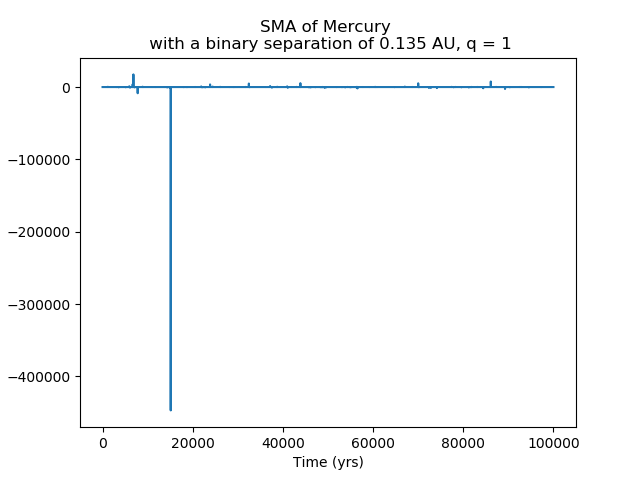 SMA of Mercury
with a binary separation of 0.135 AU, q = 1
0
−100000
−200000
−300000
−400000
0 20000 40000 60000 80000 100000
Time (yrs)